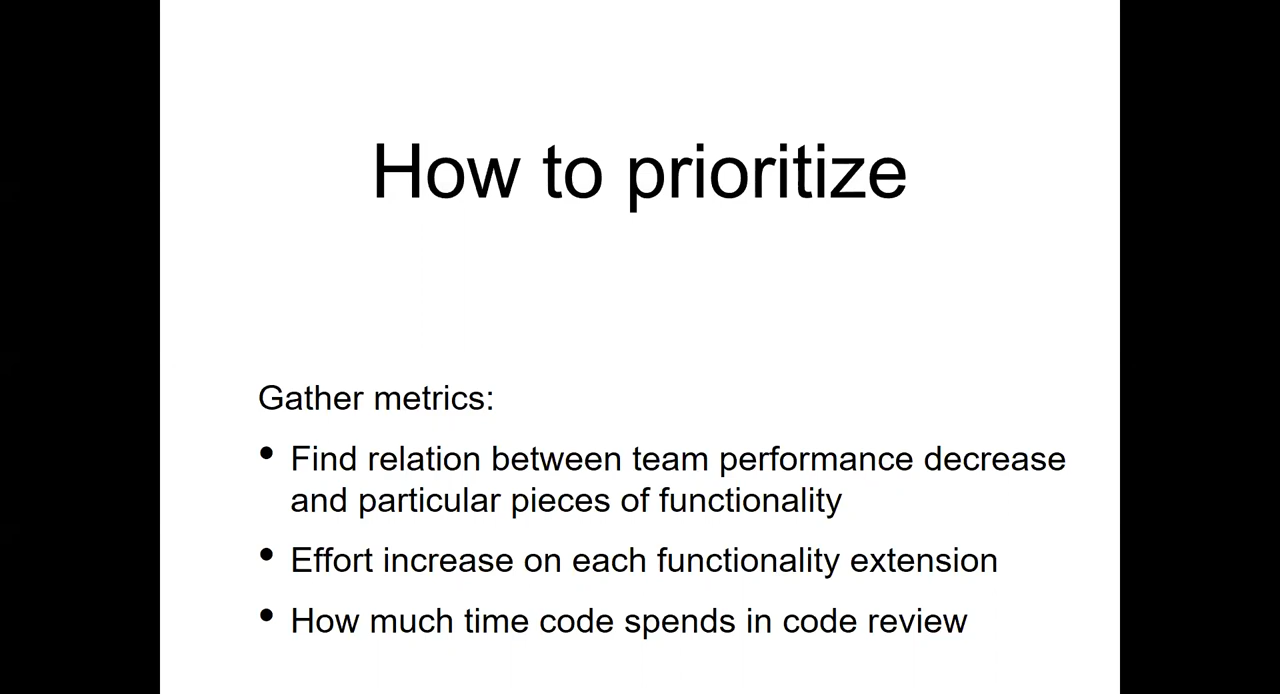 How to prioritize
Gather metrics:
• Find relation between team performance decrease
and particular pieces of functionality
• Effort increase on each functionality extension
• How much time code spends in code review